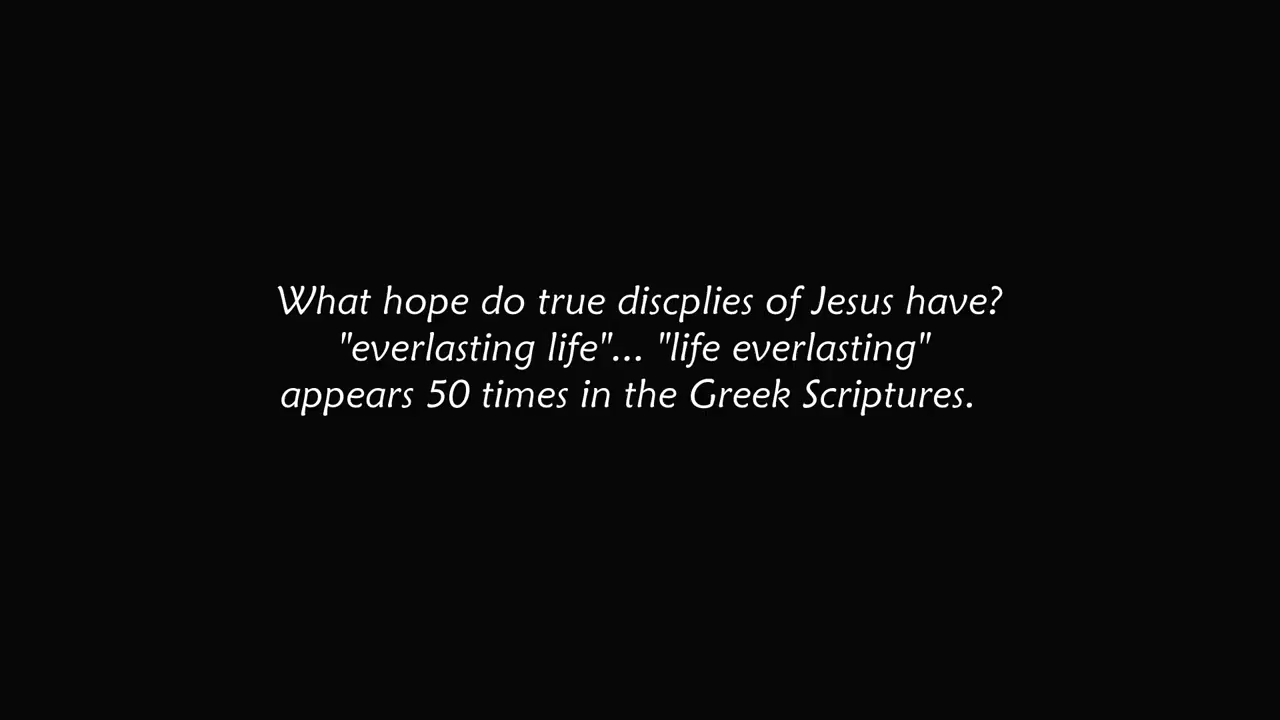 What hope do true discplies of Jesus have?
"everlasting life"... "life everlasting"
appears 50 times in the Greek Scriptures.